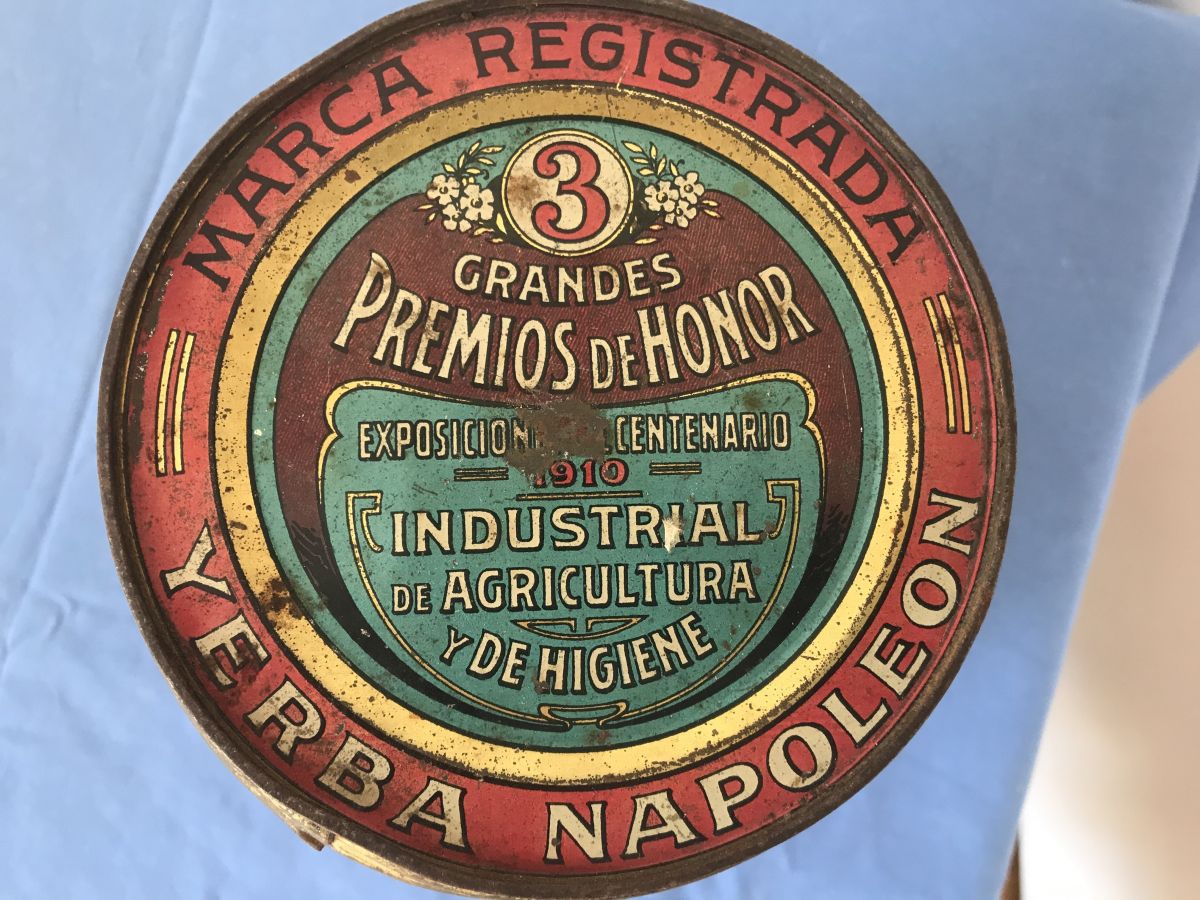 MARCA REGISTRADA
3
GRANDES
PREMIOS DE HONOR
EXPOSICION CENTENARIO
1910
INDUSTRIAL
DE AGRICULTURA
Y DE HIGIENE
YERBA NAPOLEON